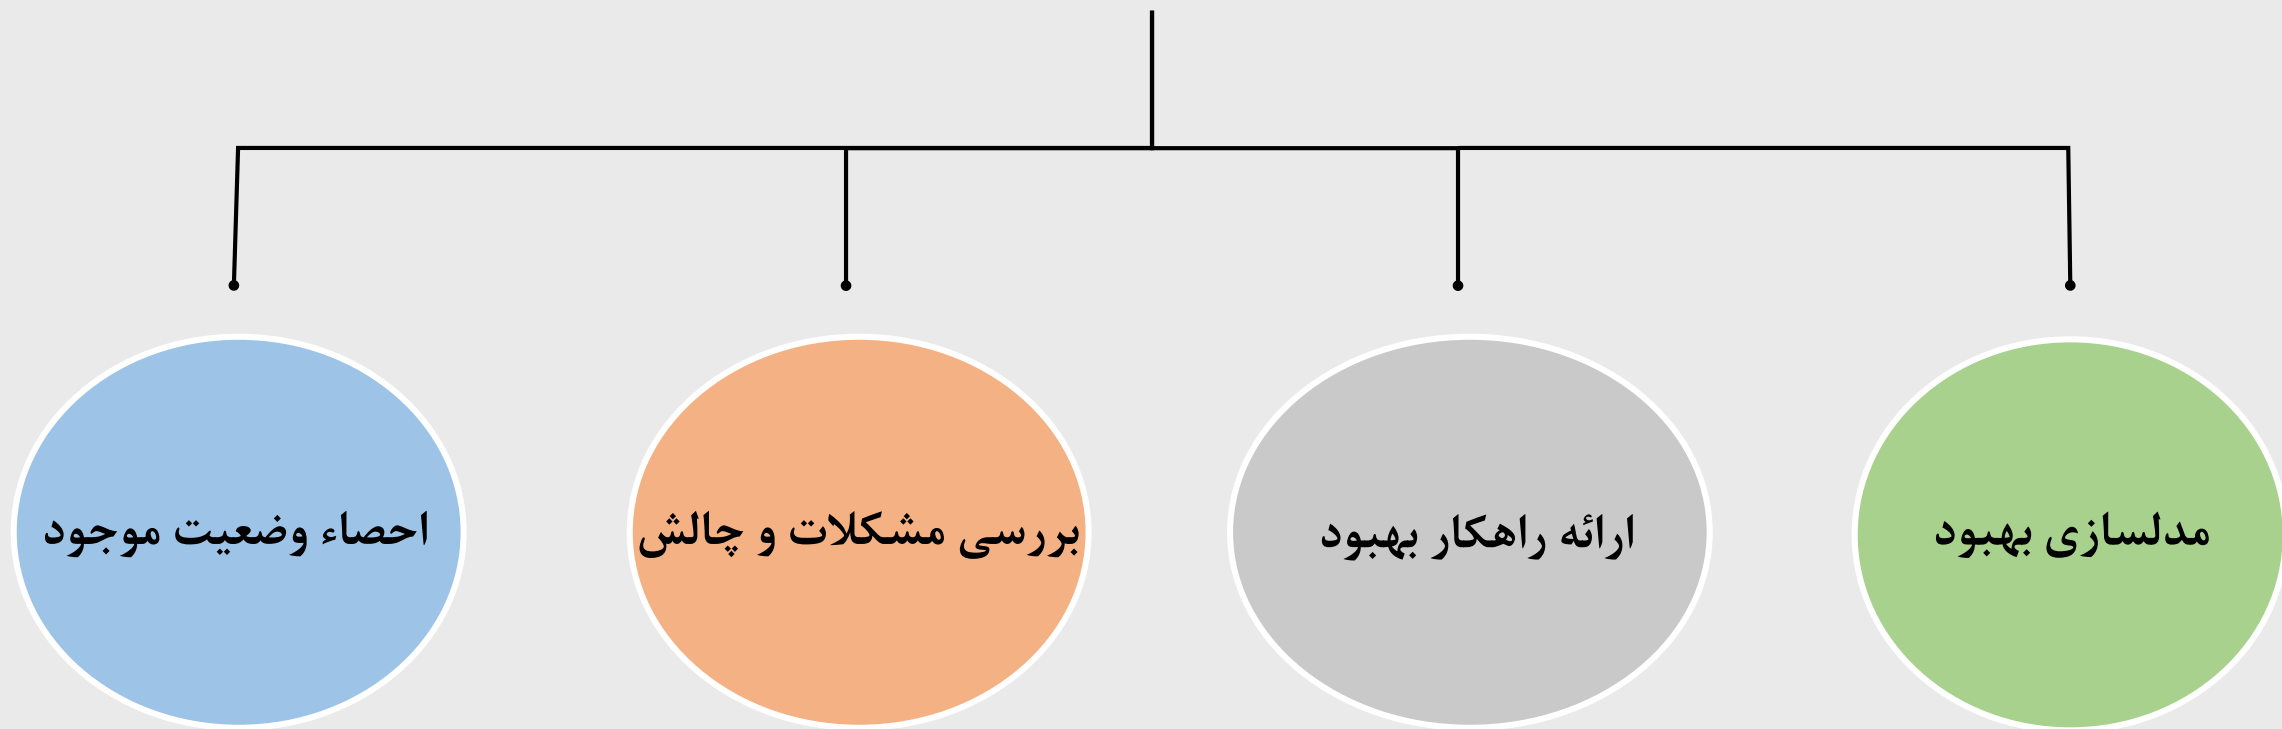 احصاء وضعیت موجود
بررسی مشکلات و چالش
ارائه راهکار بهبود
مدلسازی بهبود